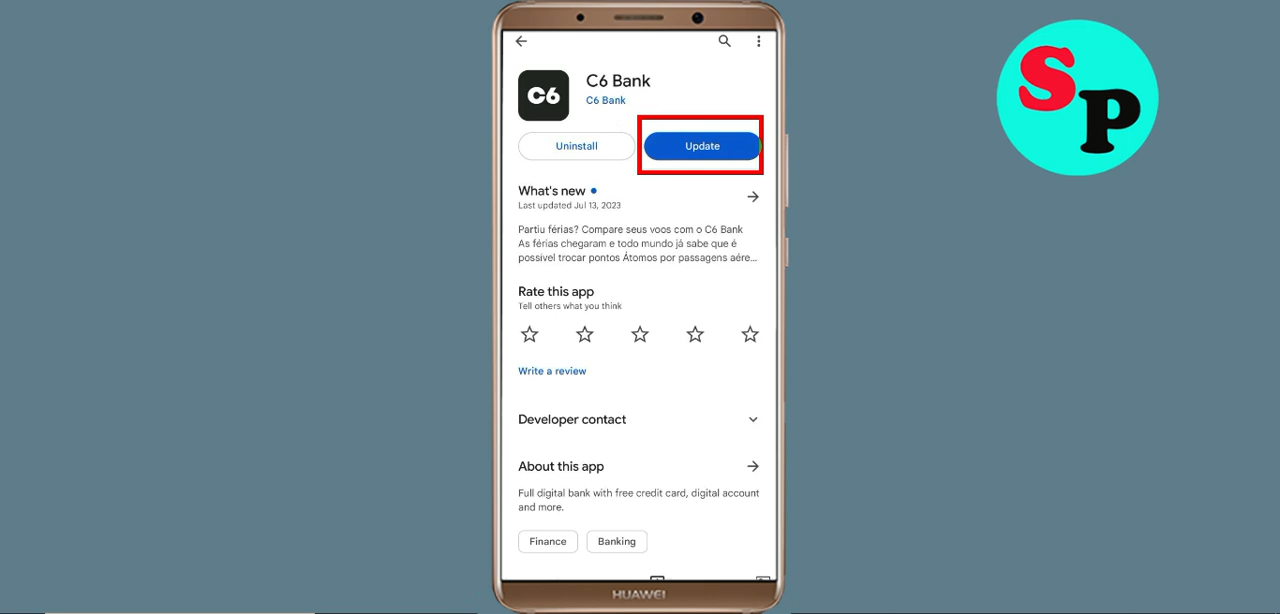 C6 Bank
C6
C6 Bank
Uninstall
Update
What's new
Last updated Jul 13, 2023
Partiu férias? Compare seus voos com o C6 Bank
As férias chegaram e todo mundo já sabe que é
possível trocar pontos Átomos por passagens aére...
Rate this app
Tell others what you think
Write a review
Developer contact
About this app
Full digital bank with free credit card, digital account
and more.
Finance
Banking
HUAWEI
SP